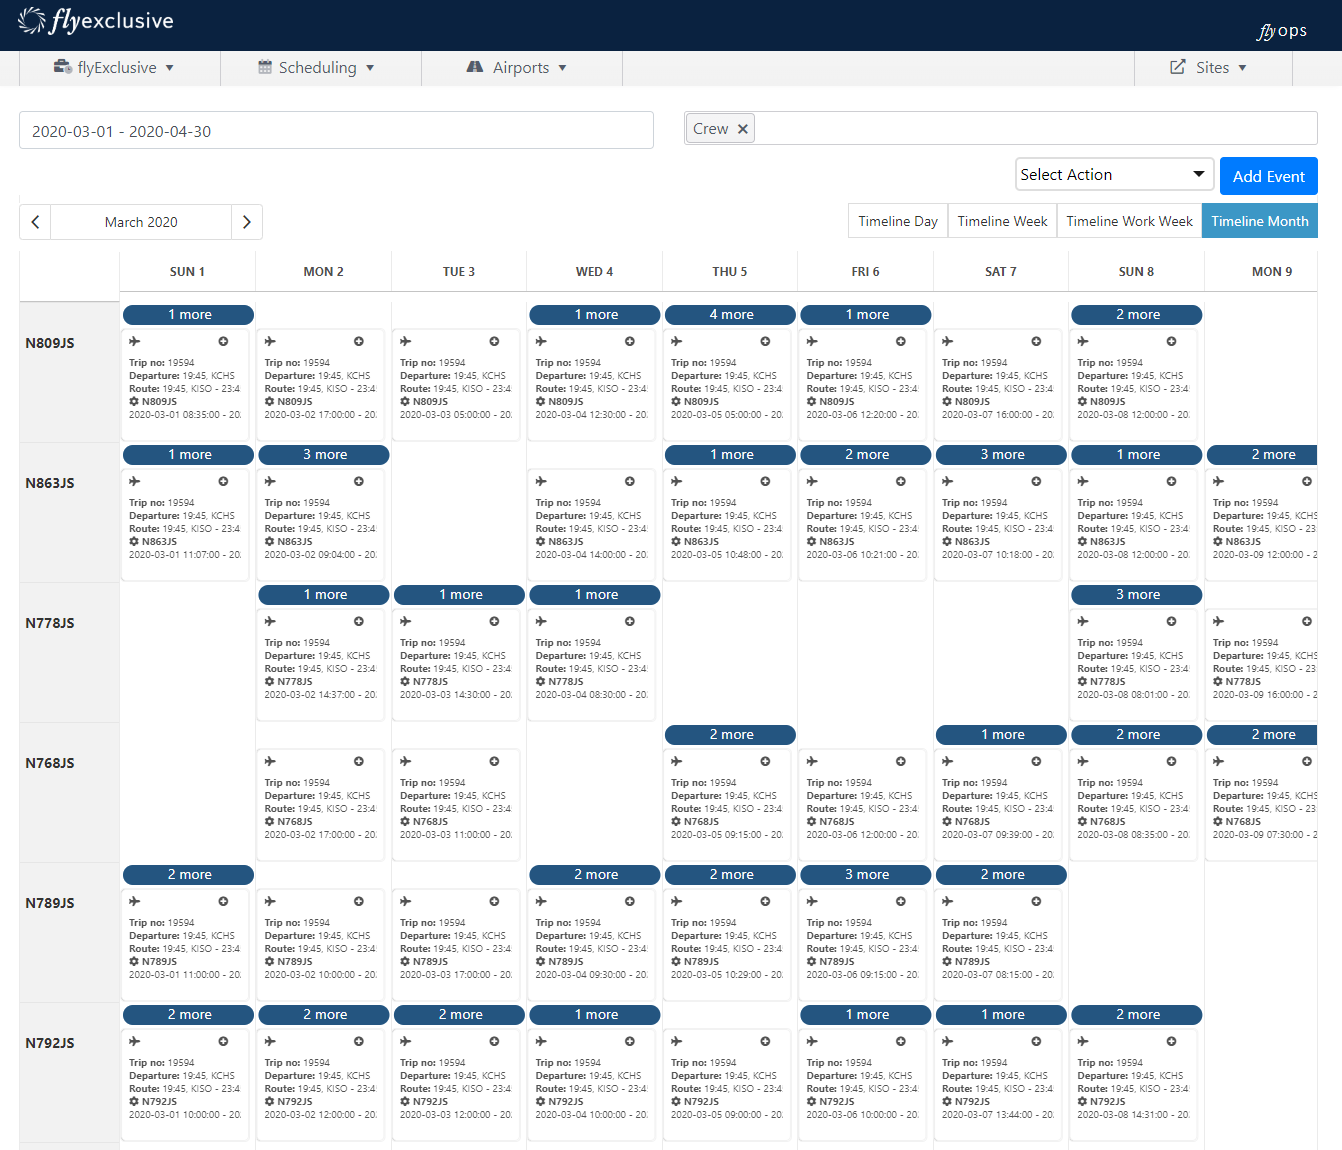 flyexclusive
fly ops
flyExclusive
Scheduling
Airports
Sites
2020-03-01 - 2020-04-30
Crew
Select Action
Add Event
March 2020
Timeline Day
Timeline Week
Timeline Work Week
Timeline Month
SUN 1
MON 2
TUE 3
WED 4
THU 5
FRI 6
SAT 7
SUN 8
MON 9
N809JS
1 more
Trip no: 19594
Departure: 19:45, KCHS
Route: 19:45, KISO - 23:4
N809JS
2020-03-01 08:35:00 - 20
Trip no: 19594
Departure: 19:45, KCHS
Route: 19:45, KISO - 23:4
N809JS
2020-03-02 17:00:00 - 20
Trip no: 19594
Departure: 19:45, KCHS
Route: 19:45, KISO - 23:4
N809JS
2020-03-03 05:00:00 - 20
1 more
Trip no: 19594
Departure: 19:45, KCHS
Route: 19:45, KISO - 23:4
N809JS
2020-03-04 12:30:00 - 20
4 more
Trip no: 19594
Departure: 19:45, KCHS
Route: 19:45, KISO - 23:4
N809JS
2020-03-05 05:00:00 - 20
1 more
Trip no: 19594
Departure: 19:45, KCHS
Route: 19:45, KISO - 23:4
N809JS
2020-03-06 12:20:00 - 20
Trip no: 19594
Departure: 19:45, KCHS
Route: 19:45, KISO - 23:4
N809JS
2020-03-07 16:00:00 - 20
2 more
Trip no: 19594
Departure: 19:45, KCHS
Route: 19:45, KISO - 23:4
N809JS
2020-03-08 12:00:00 - 20
N863JS
1 more
Trip no: 19594
Departure: 19:45, KCHS
Route: 19:45, KISO - 23:4
N863JS
2020-03-01 11:07:00 - 20
3 more
Trip no: 19594
Departure: 19:45, KCHS
Route: 19:45, KISO - 23:4
N863JS
2020-03-02 09:04:00 - 20
Trip no: 19594
Departure: 19:45, KCHS
Route: 19:45, KISO - 23:4
N863JS
2020-03-04 14:00:00 - 20
1 more
Trip no: 19594
Departure: 19:45, KCHS
Route: 19:45, KISO - 23:4
N863JS
2020-03-05 10:48:00 - 20
2 more
Trip no: 19594
Departure: 19:45, KCHS
Route: 19:45, KISO - 23:4
N863JS
2020-03-06 10:21:00 - 20
3 more
Trip no: 19594
Departure: 19:45, KCHS
Route: 19:45, KISO - 23:4
N863JS
2020-03-07 10:18:00 - 20
1 more
Trip no: 19594
Departure: 19:45, KCHS
Route: 19:45, KISO - 23:4
N863JS
2020-03-08 12:00:00 - 20
2 more
Trip no: 19594
Departure: 19:45, KCHS
Route: 19:45, KISO - 23:4
N863JS
2020-03-09 12:00:00 - 2
N778JS
1 more
Trip no: 19594
Departure: 19:45, KCHS
Route: 19:45, KISO - 23:4
N778JS
2020-03-02 14:37:00 - 20
1 more
Trip no: 19594
Departure: 19:45, KCHS
Route: 19:45, KISO - 23:4
N778JS
2020-03-03 14:30:00 - 20
1 more
Trip no: 19594
Departure: 19:45, KCHS
Route: 19:45, KISO - 23:4
N778JS
2020-03-04 08:30:00 - 20
3 more
Trip no: 19594
Departure: 19:45, KCHS
Route: 19:45, KISO - 23:4
N778JS
2020-03-08 08:01:00 - 20
Trip no: 19594
Departure: 19:45, KCHS
Route: 19:45, KISO - 23:4
N778JS
2020-03-09 16:00:00 - 2
N768JS
Trip no: 19594
Departure: 19:45, KCHS
Route: 19:45, KISO - 23:4
N768JS
2020-03-02 17:00:00 - 20
Trip no: 19594
Departure: 19:45, KCHS
Route: 19:45, KISO - 23:4
N768JS
2020-03-03 11:00:00 - 20
2 more
Trip no: 19594
Departure: 19:45, KCHS
Route: 19:45, KISO - 23:4
N768JS
2020-03-05 09:15:00 - 20
Trip no: 19594
Departure: 19:45, KCHS
Route: 19:45, KISO - 23:4
N768JS
2020-03-06 12:00:00 - 20
1 more
Trip no: 19594
Departure: 19:45, KCHS
Route: 19:45, KISO - 23:4
N768JS
2020-03-07 09:39:00 - 20
2 more
Trip no: 19594
Departure: 19:45, KCHS
Route: 19:45, KISO - 23:4
N768JS
2020-03-08 08:35:00 - 20
2 more
Trip no: 19594
Departure: 19:45, KCHS
Route: 19:45, KISO - 23:4
N768JS
2020-03-09 07:30:00 - 2
N789JS
2 more
Trip no: 19594
Departure: 19:45, KCHS
Route: 19:45, KISO - 23:4
N789JS
2020-03-01 11:00:00 - 20
Trip no: 19594
Departure: 19:45, KCHS
Route: 19:45, KISO - 23:4
N789JS
2020-03-02 10:00:00 - 20
Trip no: 19594
Departure: 19:45, KCHS
Route: 19:45, KISO - 23:4
N789JS
2020-03-03 17:00:00 - 20
2 more
Trip no: 19594
Departure: 19:45, KCHS
Route: 19:45, KISO - 23:4
N789JS
2020-03-04 09:30:00 - 20
2 more
Trip no: 19594
Departure: 19:45, KCHS
Route: 19:45, KISO - 23:4
N789JS
2020-03-05 10:29:00 - 20
3 more
Trip no: 19594
Departure: 19:45, KCHS
Route: 19:45, KISO - 23:4
N789JS
2020-03-06 09:15:00 - 20
2 more
Trip no: 19594
Departure: 19:45, KCHS
Route: 19:45, KISO - 23:4
N789JS
2020-03-07 08:15:00 - 20
N792JS
2 more
Trip no: 19594
Departure: 19:45, KCHS
Route: 19:45, KISO - 23:4
N792JS
2020-03-01 10:00:00 - 20
2 more
Trip no: 19594
Departure: 19:45, KCHS
Route: 19:45, KISO - 23:4
N792JS
2020-03-02 12:00:00 - 20
2 more
Trip no: 19594
Departure: 19:45, KCHS
Route: 19:45, KISO - 23:4
N792JS
2020-03-03 12:00:00 - 20
1 more
Trip no: 19594
Departure: 19:45, KCHS
Route: 19:45, KISO - 23:4
N792JS
2020-03-04 10:00:00 - 20
Trip no: 19594
Departure: 19:45, KCHS
Route: 19:45, KISO - 23:4
N792JS
2020-03-05 09:00:00 - 20
1 more
Trip no: 19594
Departure: 19:45, KCHS
Route: 19:45, KISO - 23:4
N792JS
2020-03-06 10:00:00 - 20
1 more
Trip no: 19594
Departure: 19:45, KCHS
Route: 19:45, KISO - 23:4
N792JS
2020-03-07 13:44:00 - 20
2 more
Trip no: 19594
Departure: 19:45, KCHS
Route: 19:45, KISO - 23:4
N792JS
2020-03-08 14:31:00 - 20